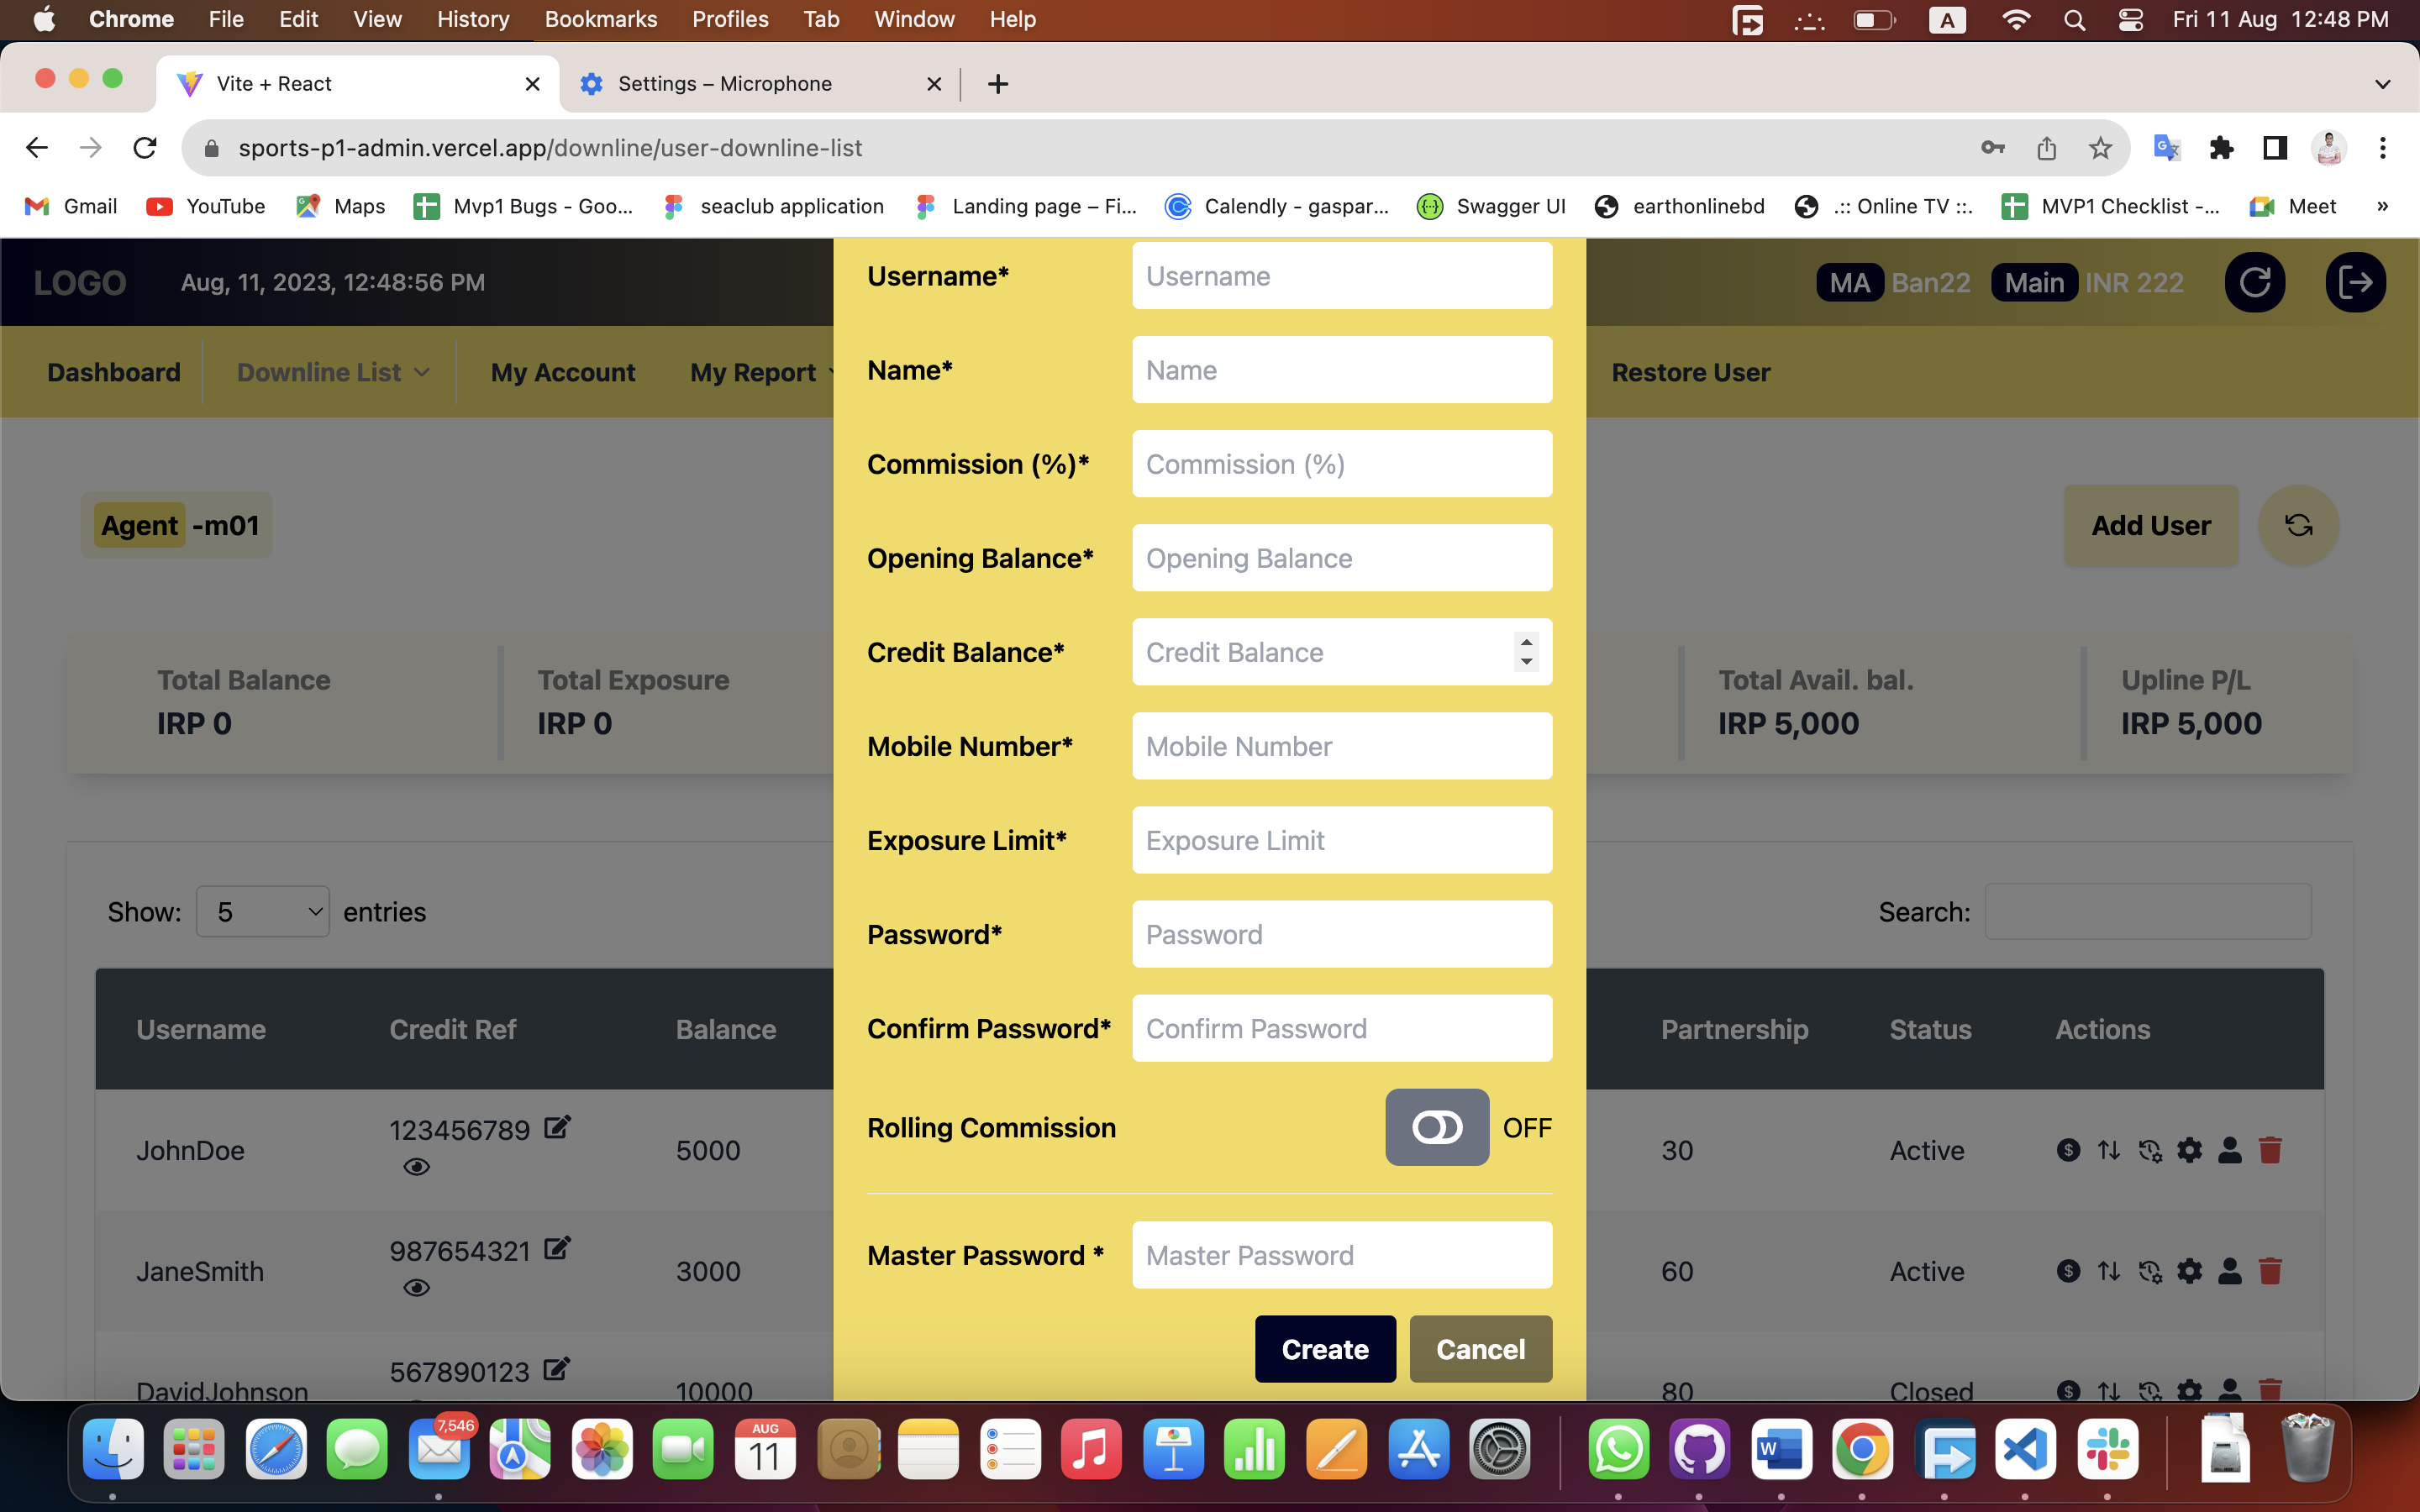 Chrome File Edit View History Bookmarks Profiles Tab Window Help A Fri 11 Aug 12:48 PM
Vite + React Settings – Microphone
sports-p1-admin.vercel.app/downline/user-downline-list
Gmail YouTube Maps Mvp1 Bugs - Goo... seaclub application Landing page – Fi... Calendly - gaspar... Swagger UI earthonlinebd .:: Online TV ::. MVP1 Checklist -... Meet »
LOGO Aug, 11, 2023, 12:48:56 PM MA Ban22 Main INR 222
Dashboard Downline List My Account My Report Restore User
Agent -m01 Add User
Total Balance Total Exposure Total Avail. bal. Upline P/L
IRP 0 IRP 0 IRP 5,000 IRP 5,000
Show: 5 entries Search:
Username Credit Ref Balance Partnership Status Actions
JohnDoe 123456789 5000 30 Active
JaneSmith 987654321 3000 60 Active
DavidJohnson 567890123 10000 80 Closed
Username* Username
Name* Name
Commission (%)* Commission (%)
Opening Balance* Opening Balance
Credit Balance* Credit Balance
Mobile Number* Mobile Number
Exposure Limit* Exposure Limit
Password* Password
Confirm Password* Confirm Password
Rolling Commission OFF
Master Password * Master Password
Create Cancel
7,546
AUG
11
W